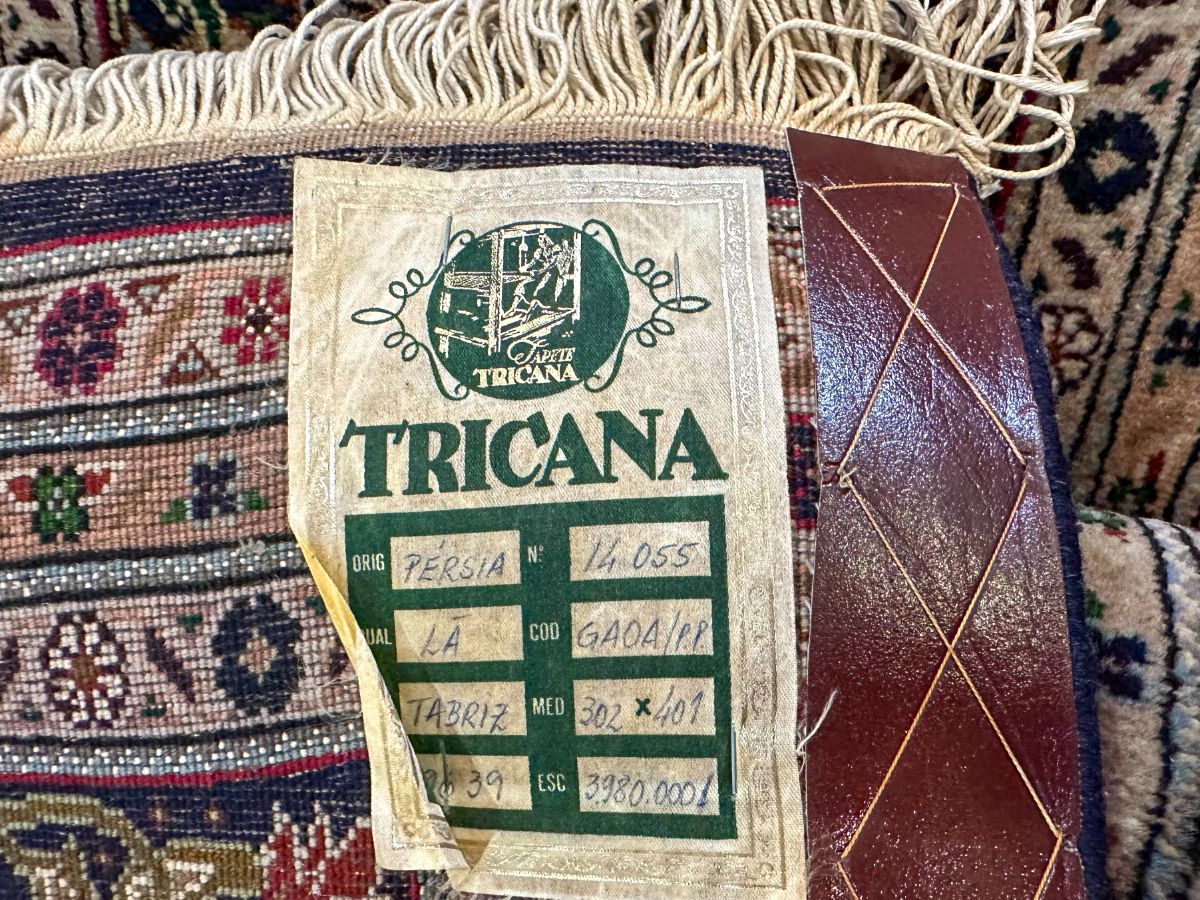 TAPETE
TRICANA
TRICANA
ORIG PÉRSIA Nº 14.055
UAL LÃ COD GAOA/P.P.
TABRIZ MED 302 x 401
39 ESC 3980.000$